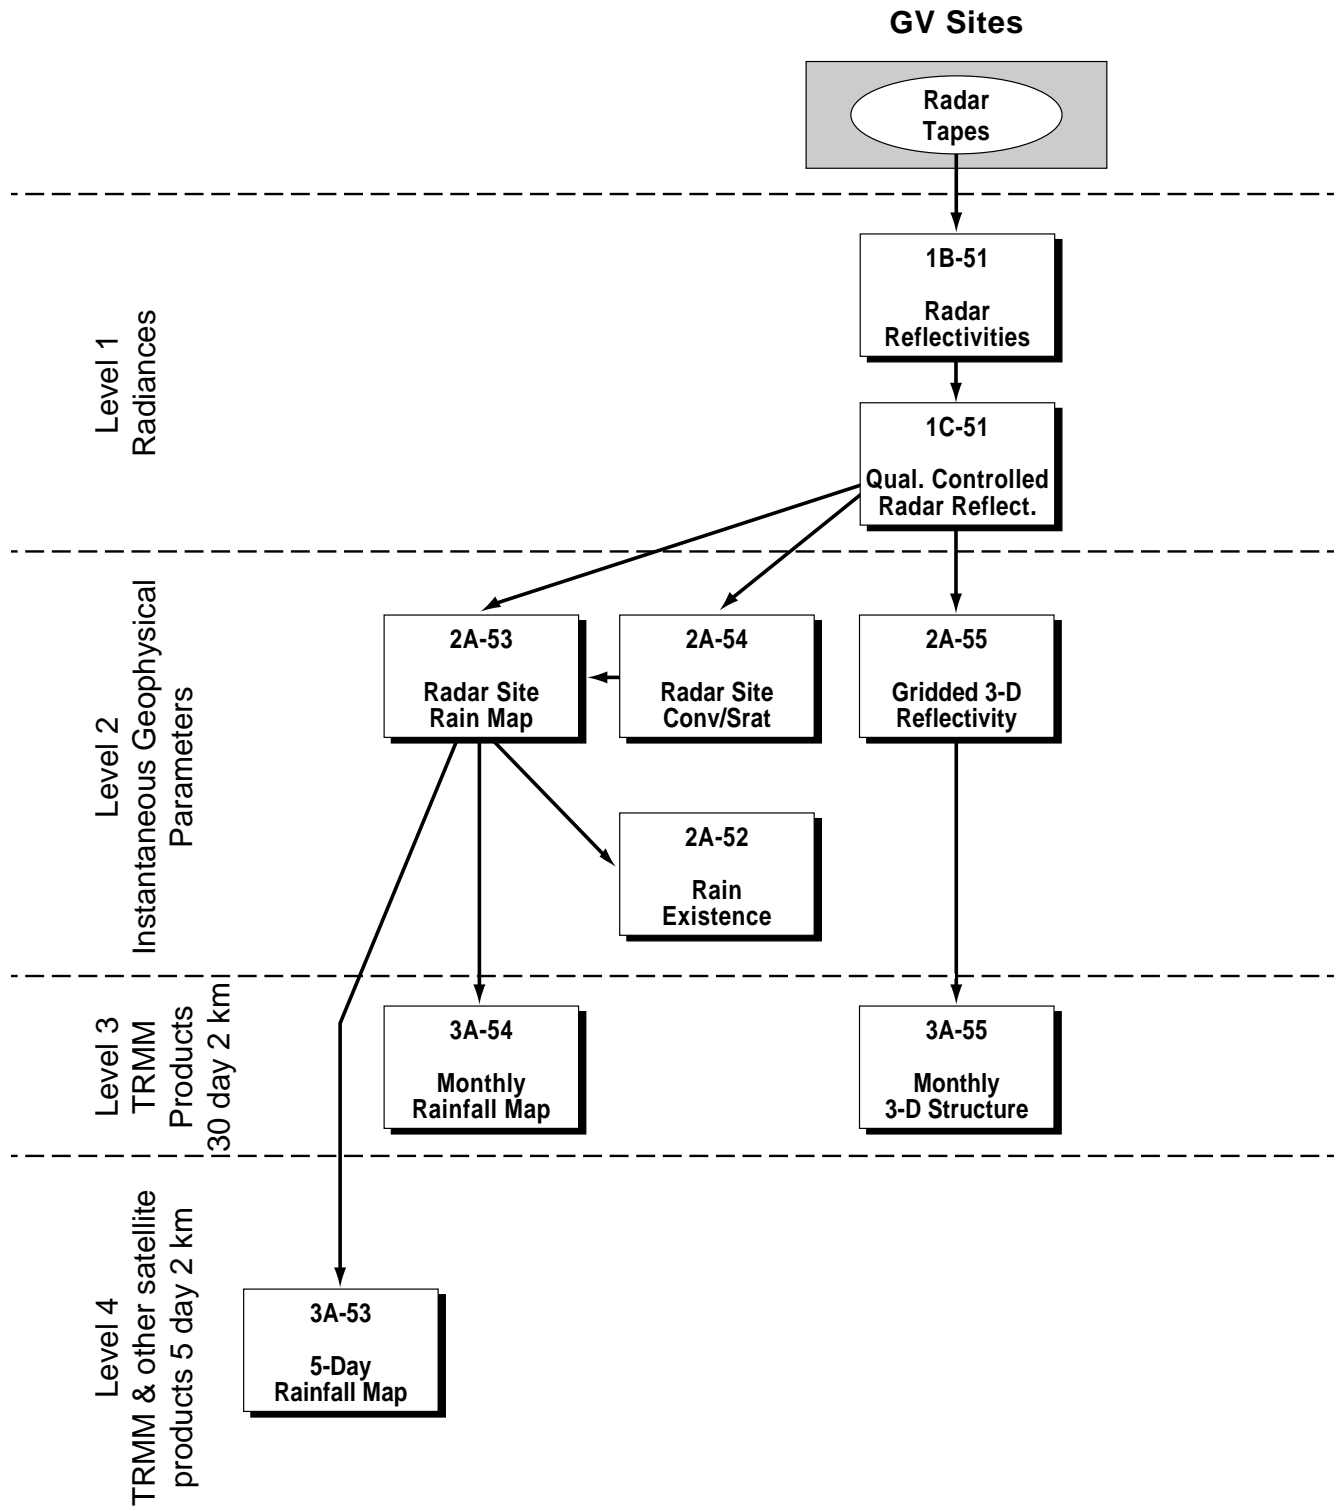 GV Sites
Radar
Tapes
Level 1
Radiances
1B-51
Radar
Reflectivities
1C-51
Qual. Controlled
Radar Reflect.
Level 2
Instantaneous Geophysical
Parameters
2A-53
Radar Site
Rain Map
2A-54
Radar Site
Conv/Srat
2A-55
Gridded 3-D
Reflectivity
2A-52
Rain
Existence
Level 3
TRMM
Products
30 day 2 km
3A-54
Monthly
Rainfall Map
3A-55
Monthly
3-D Structure
Level 4
TRMM & other satellite
products 5 day 2 km
3A-53
5-Day
Rainfall Map